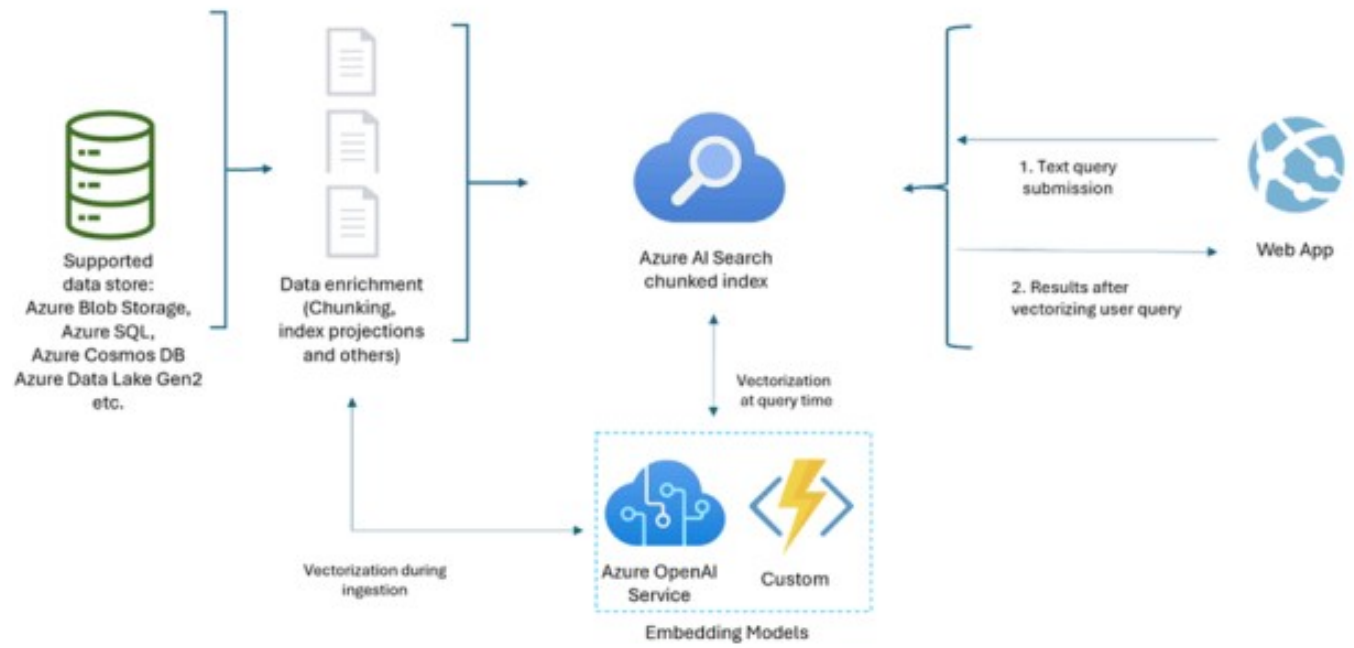 Supported
data store:
Azure Blob Storage,
Azure SQL,
Azure Cosmos DB
Azure Data Lake Gen2
etc.
Data enrichment
(Chunking,
index projections
and others)
Azure AI Search
chunked index
1. Text query
submission
Web App
2. Results after
vectorizing user query
Vectorization
at query time
Vectorization during
ingestion
Azure OpenAI
Service
Custom
Embedding Models